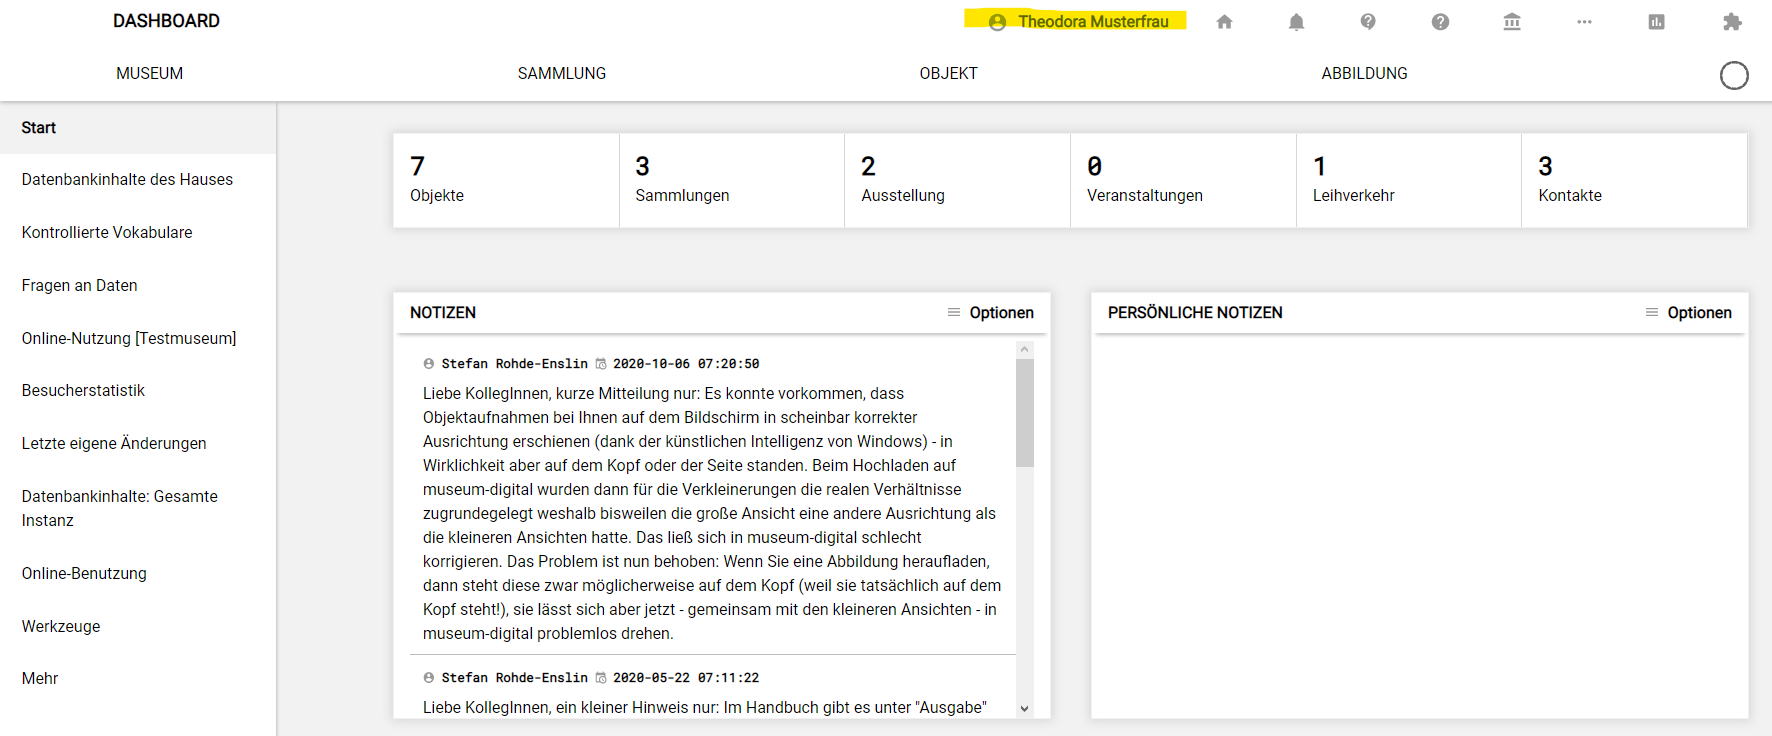 DASHBOARD
Theodora Musterfrau
MUSEUM
SAMMLUNG
OBJEKT
ABBILDUNG
Start
Datenbankinhalte des Hauses
Kontrollierte Vokabulare
Fragen an Daten
Online-Nutzung [Testmuseum]
Besucherstatistik
Letzte eigene Änderungen
Datenbankinhalte: Gesamte
Instanz
Online-Benutzung
Werkzeuge
Mehr
7
Objekte
3
Sammlungen
2
Ausstellung
0
Veranstaltungen
1
Leihverkehr
3
Kontakte
NOTIZEN
Optionen
Stefan Rohde-Enslin 2020-10-06 07:20:50
Liebe KollegInnen, kurze Mitteilung nur: Es konnte vorkommen, dass
Objektaufnahmen bei Ihnen auf dem Bildschirm in scheinbar korrekter
Ausrichtung erschienen (dank der künstlichen Intelligenz von Windows) - in
Wirklichkeit aber auf dem Kopf oder der Seite standen. Beim Hochladen auf
museum-digital wurden dann für die Verkleinerungen die realen Verhältnisse
zugrundegelegt weshalb bisweilen die große Ansicht eine andere Ausrichtung als
die kleineren Ansichten hatte. Das ließ sich in museum-digital schlecht
korrigieren. Das Problem ist nun behoben: Wenn Sie eine Abbildung heraufladen,
dann steht diese zwar möglicherweise auf dem Kopf (weil sie tatsächlich auf dem
Kopf steht!), sie lässt sich aber jetzt - gemeinsam mit den kleineren Ansichten - in
museum-digital problemlos drehen.
Stefan Rohde-Enslin 2020-05-22 07:11:22
Liebe KollegInnen, ein kleiner Hinweis nur: Im Handbuch gibt es unter "Ausgabe"
PERSÖNLICHE NOTIZEN
Optionen